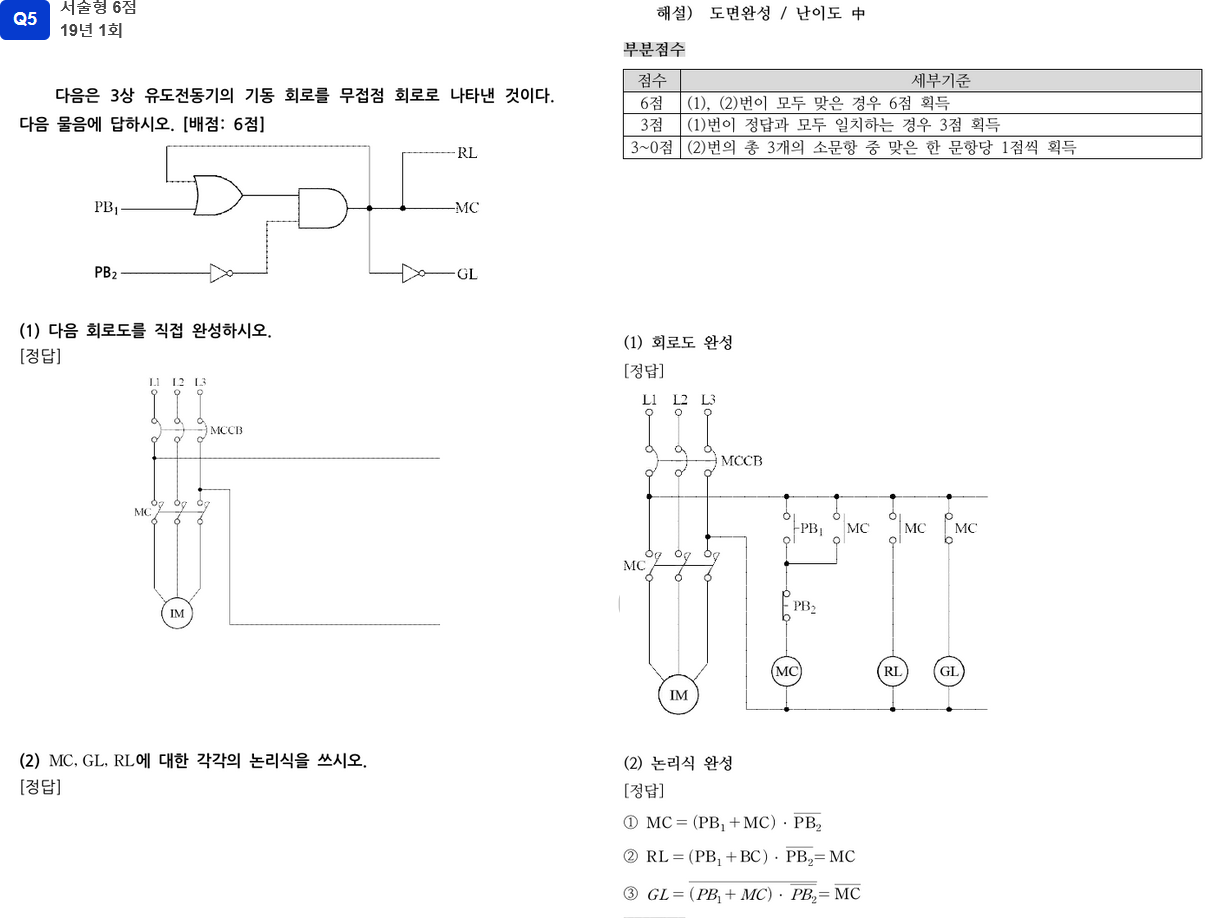 Q5
서술형 6점
19년 1회
다음은 3상 유도전동기의 기동 회로를 무접점 회로로 나타낸 것이다.
다음 물음에 답하시오. [배점: 6점]
RL
PB₁
MC
PB₂
GL
(1) 다음 회로도를 직접 완성하시오.
[정답]
L1 L2 L3
MCCB
MC
IM
(2) MC, GL, RL에 대한 각각의 논리식을 쓰시오.
[정답]
해설) 도면완성 / 난이도 中
부분점수
점수 세부기준
6점 (1), (2)번이 모두 맞은 경우 6점 획득
3점 (1)번이 정답과 모두 일치하는 경우 3점 획득
3~0점 (2)번의 총 3개의 소문항 중 맞은 한 문항당 1점씩 획득
(1) 회로도 완성
[정답]
L1 L2 L3
MCCB
PB₁ MC MC MC
MC
PB₂
MC RL GL
IM
(2) 논리식 완성
[정답]
① MC = (PB₁ + MC) · $\overline{PB_2}$
② RL = (PB₁ + BC) · $\overline{PB_2}$ = MC
③ GL = $\overline{(PB_1 + MC) · \overline{PB_2}}$ = $\overline{MC}$